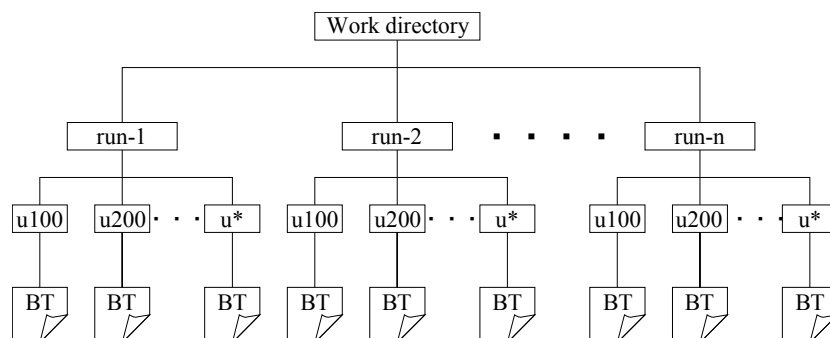 Work directory
run-1 run-2 . . . . run-n
u100 u200 . . . u* u100 u200 . . . u* u100 u200 . . . u*
BT BT BT BT BT BT BT BT BT